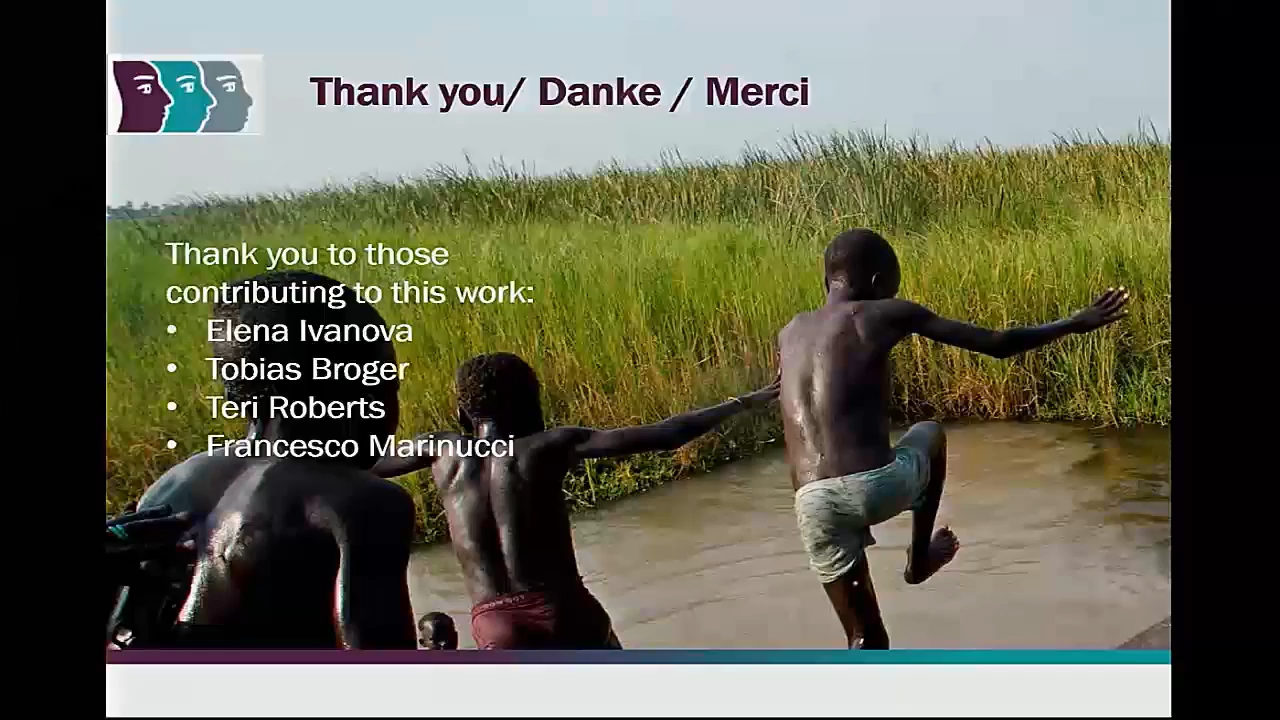 Thank you/ Danke / Merci
Thank you to those
contributing to this work:
• Elena Ivanova
• Tobias Broger
• Teri Roberts
• Francesco Marinucci